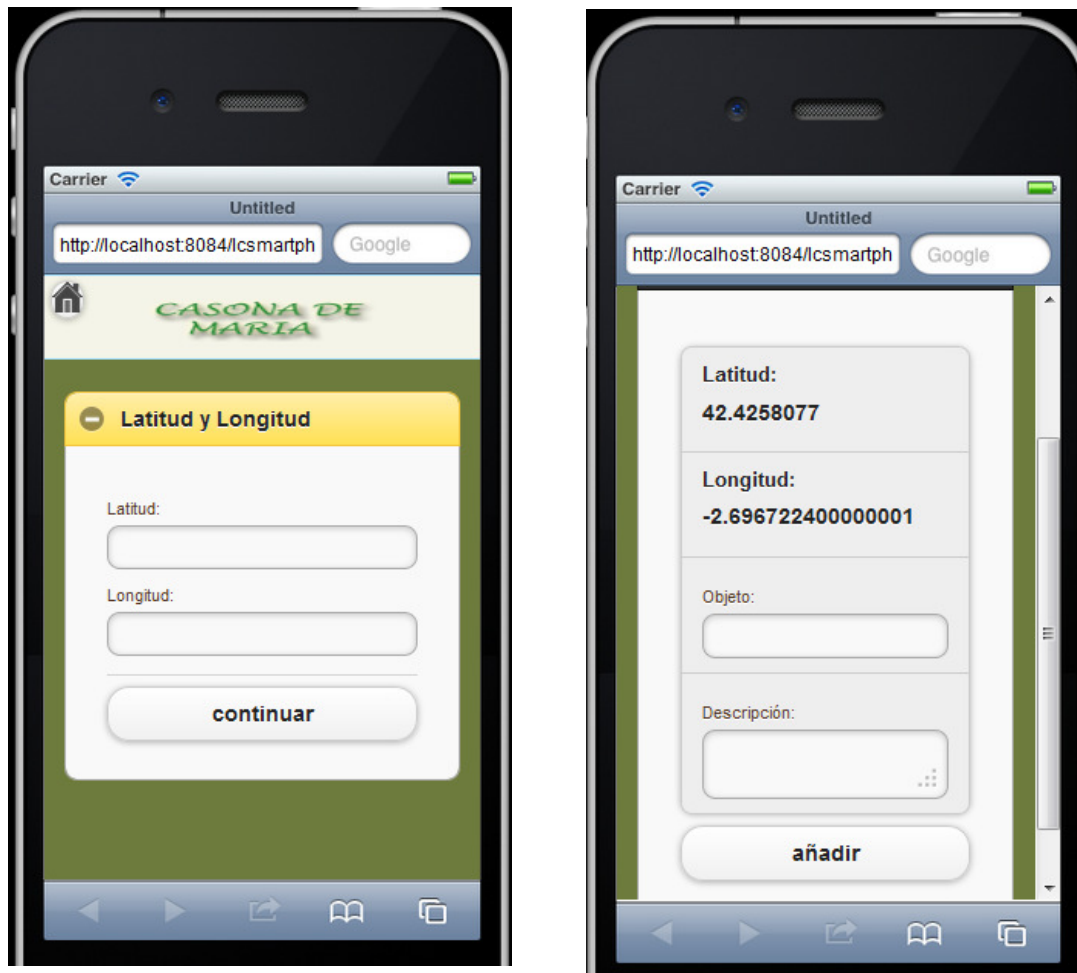 Carrier
Untitled
http://localhost:8084/lcsmartph
Google
CASONA DE
MARIA
Latitud y Longitud
Latitud:
Longitud:
continuar
Carrier
Untitled
http://localhost:8084/lcsmartph
Google
Latitud:
42.4258077
Longitud:
-2.696722400000001
Objeto:
Descripción:
añadir